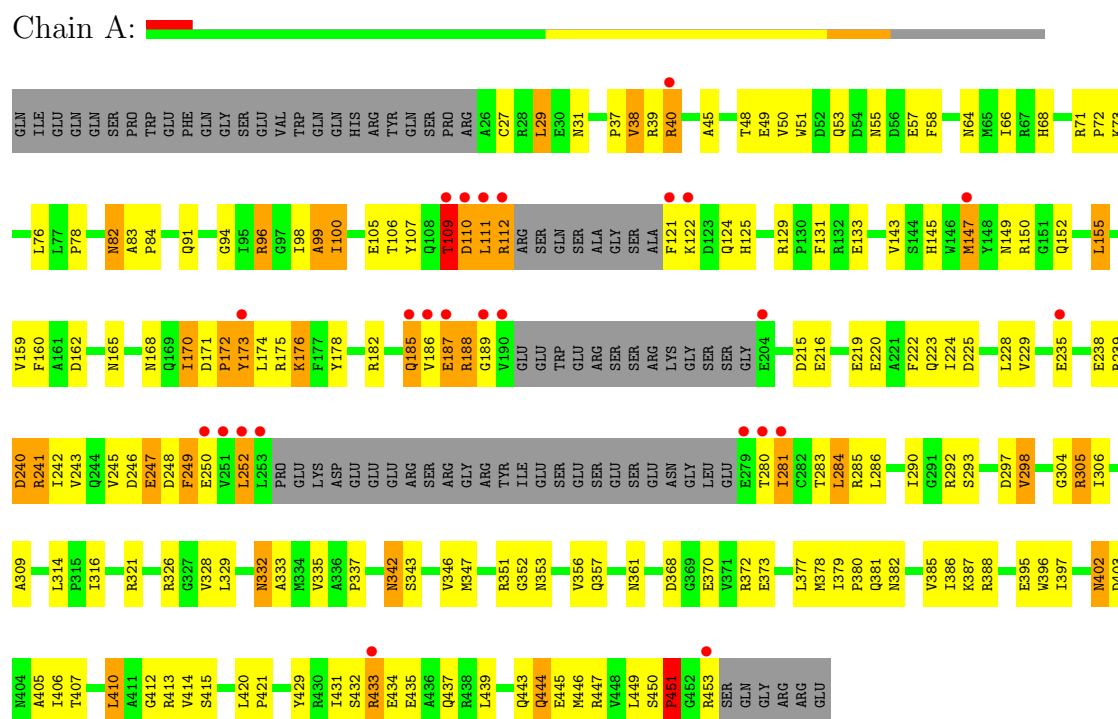 Chain A:
GLN ILE GLU GLN GLN SER PRO TRP GLU PHE GLN GLY SER GLU VAL TRP GLN GLN HIS ARG TYR GLN SER PRO ARG A26 C27 R28 L29 E30 N31 P37 V38 R39 R40 A45 T48 E49 V50 W51 D52 Q53 D54 N55 D56 E57 F58 N64 M65 I66 R67 H68 R71 P72 K73
L76 L77 P78 N82 A83 P84 Q91 G94 I95 R96 G97 I98 A99 I100 E105 T106 Y107 Q108 T109 D110 L111 R112 ARG SER GLN SER ALA GLY SER ALA F121 K122 D123 Q124 H125 R129 P130 F131 R132 E133 V143 S144 H145 W146 M147 Y148 N149 R150 G151 Q152 L155
V159 F160 A161 D162 N165 N168 Q169 I170 D171 P172 Y173 L174 R175 K176 F177 Y178 R182 Q185 V186 E187 R188 G189 V190 GLU GLU TRP GLU ARG SER SER ARG LYS GLY SER SER GLY E204 D215 E216 E219 E220 A221 F222 Q223 I224 D225 L228 V229 E235 E238 R239
D240 R241 I242 V243 Q244 V245 D246 E247 D248 F249 E250 V251 L252 L253 PRO GLU LYS ASP GLU GLU GLU ARG SER ARG GLY ARG TYR ILE GLU SER GLU SER GLU SER GLU ASN GLY LEU GLU E279 T280 I281 C282 T283 L284 R285 L286 I290 G291 R292 S293 D297 V298 G304 R305 I306
A309 L314 P315 I316 R321 R326 G327 V328 L329 N332 A333 M334 V335 A336 P337 N342 S343 V346 M347 R351 G352 N353 V356 Q357 N361 D368 G369 E370 V371 R372 E373 L377 M378 I379 P380 Q381 N382 V385 I386 K387 R388 E395 W396 I397 N402 D403
N404 A405 I406 T407 L410 A411 G412 R413 V414 S415 L420 P421 Y429 R430 I431 S432 R433 E434 E435 A436 Q437 R438 L439 Q443 Q444 E445 M446 R447 V448 L449 S450 P451 G452 R453 SER GLN GLY ARG ARG GLU